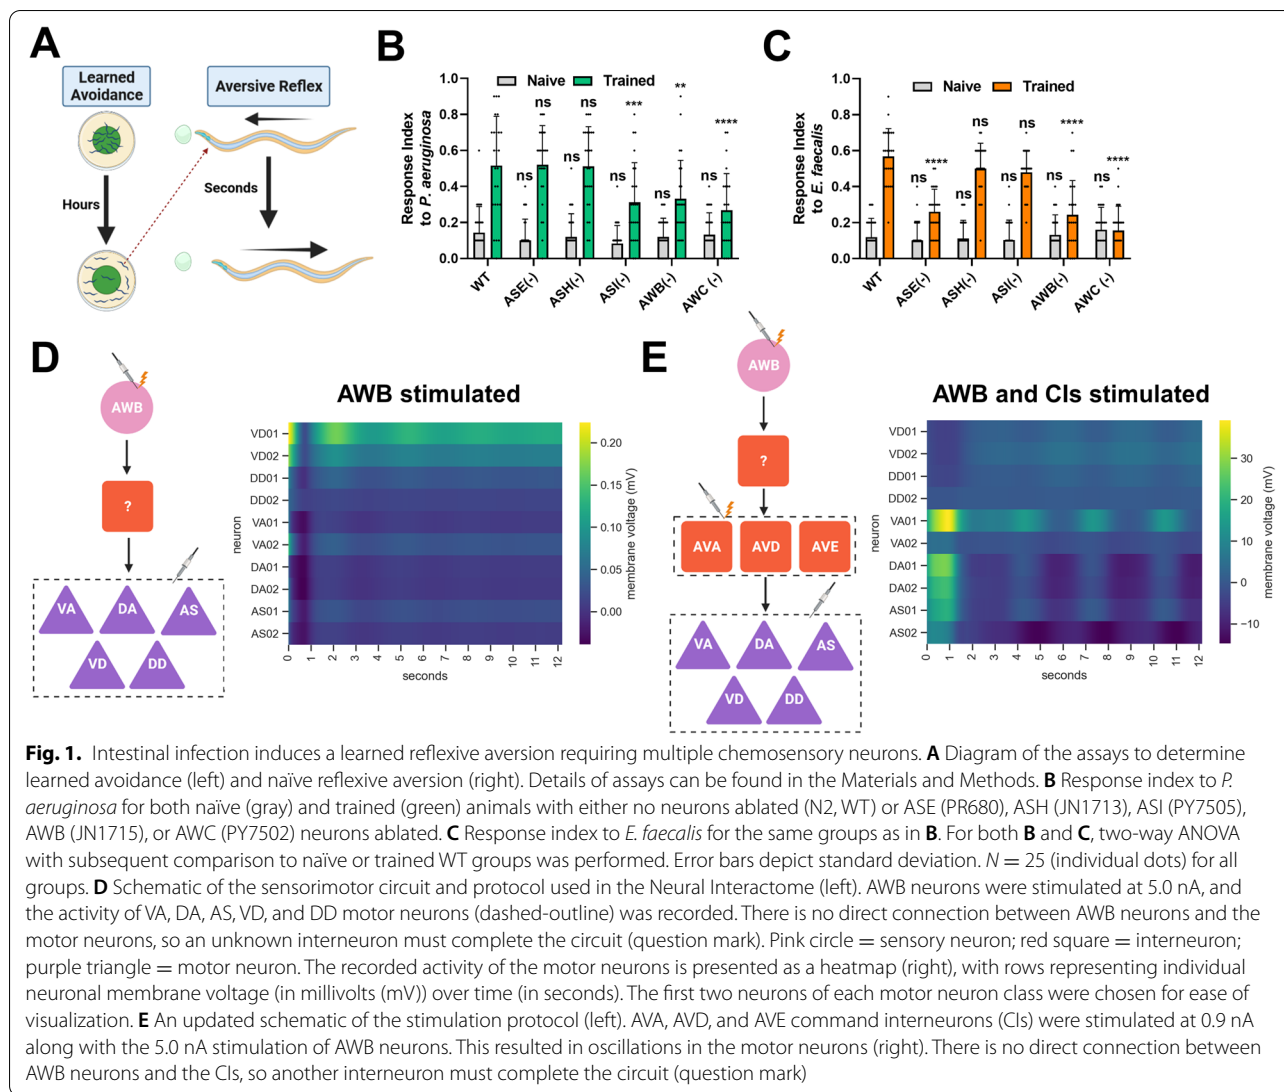 A
Learned
Avoidance
Aversive Reflex
Hours
Seconds
B
Naive Trained
Response Index
to P. aeruginosa
1.0
0.8
0.6
0.4
0.2
0.0
ns ns ns ns ns *** ns ** ns ****
WT ASE(-) ASH(-) ASI(-) AWB(-) AWC (-)
C
Naive Trained
Response Index
to E. faecalis
1.0
0.8
0.6
0.4
0.2
0.0
ns **** ns ns ns ns ns **** ns ****
WT ASE(-) ASH(-) ASI(-) AWB(-) AWC (-)
D
AWB
?
VA DA AS
VD DD
AWB stimulated
neuron
VD01
VD02
DD01
DD02
VA01
VA02
DA01
DA02
AS01
AS02
0 1 2 3 4 5 6 7 8 9 10 11 12
seconds
0.20
0.15
0.10
0.05
0.00
membrane voltage (mV)
E
AWB
?
AVA AVD AVE
VA DA AS
VD DD
AWB and CIs stimulated
neuron
VD01
VD02
DD01
DD02
VA01
VA02
DA01
DA02
AS01
AS02
0 1 2 3 4 5 6 7 8 9 10 11 12
seconds
30
20
10
0
−10
membrane voltage (mV)
Fig. 1. Intestinal infection induces a learned reflexive aversion requiring multiple chemosensory neurons. A Diagram of the assays to determine
learned avoidance (left) and naïve reflexive aversion (right). Details of assays can be found in the Materials and Methods. B Response index to P.
aeruginosa for both naïve (gray) and trained (green) animals with either no neurons ablated (N2, WT) or ASE (PR680), ASH (JN1713), ASI (PY7505),
AWB (JN1715), or AWC (PY7502) neurons ablated. C Response index to E. faecalis for the same groups as in B. For both B and C, two-way ANOVA
with subsequent comparison to naïve or trained WT groups was performed. Error bars depict standard deviation. N = 25 (individual dots) for all
groups. D Schematic of the sensorimotor circuit and protocol used in the Neural Interactome (left). AWB neurons were stimulated at 5.0 nA, and
the activity of VA, DA, AS, VD, and DD motor neurons (dashed-outline) was recorded. There is no direct connection between AWB neurons and the
motor neurons, so an unknown interneuron must complete the circuit (question mark). Pink circle = sensory neuron; red square = interneuron;
purple triangle = motor neuron. The recorded activity of the motor neurons is presented as a heatmap (right), with rows representing individual
neuronal membrane voltage (in millivolts (mV)) over time (in seconds). The first two neurons of each motor neuron class were chosen for ease of
visualization. E An updated schematic of the stimulation protocol (left). AVA, AVD, and AVE command interneurons (CIs) were stimulated at 0.9 nA
along with the 5.0 nA stimulation of AWB neurons. This resulted in oscillations in the motor neurons (right). There is no direct connection between
AWB neurons and the CIs, so another interneuron must complete the circuit (question mark)